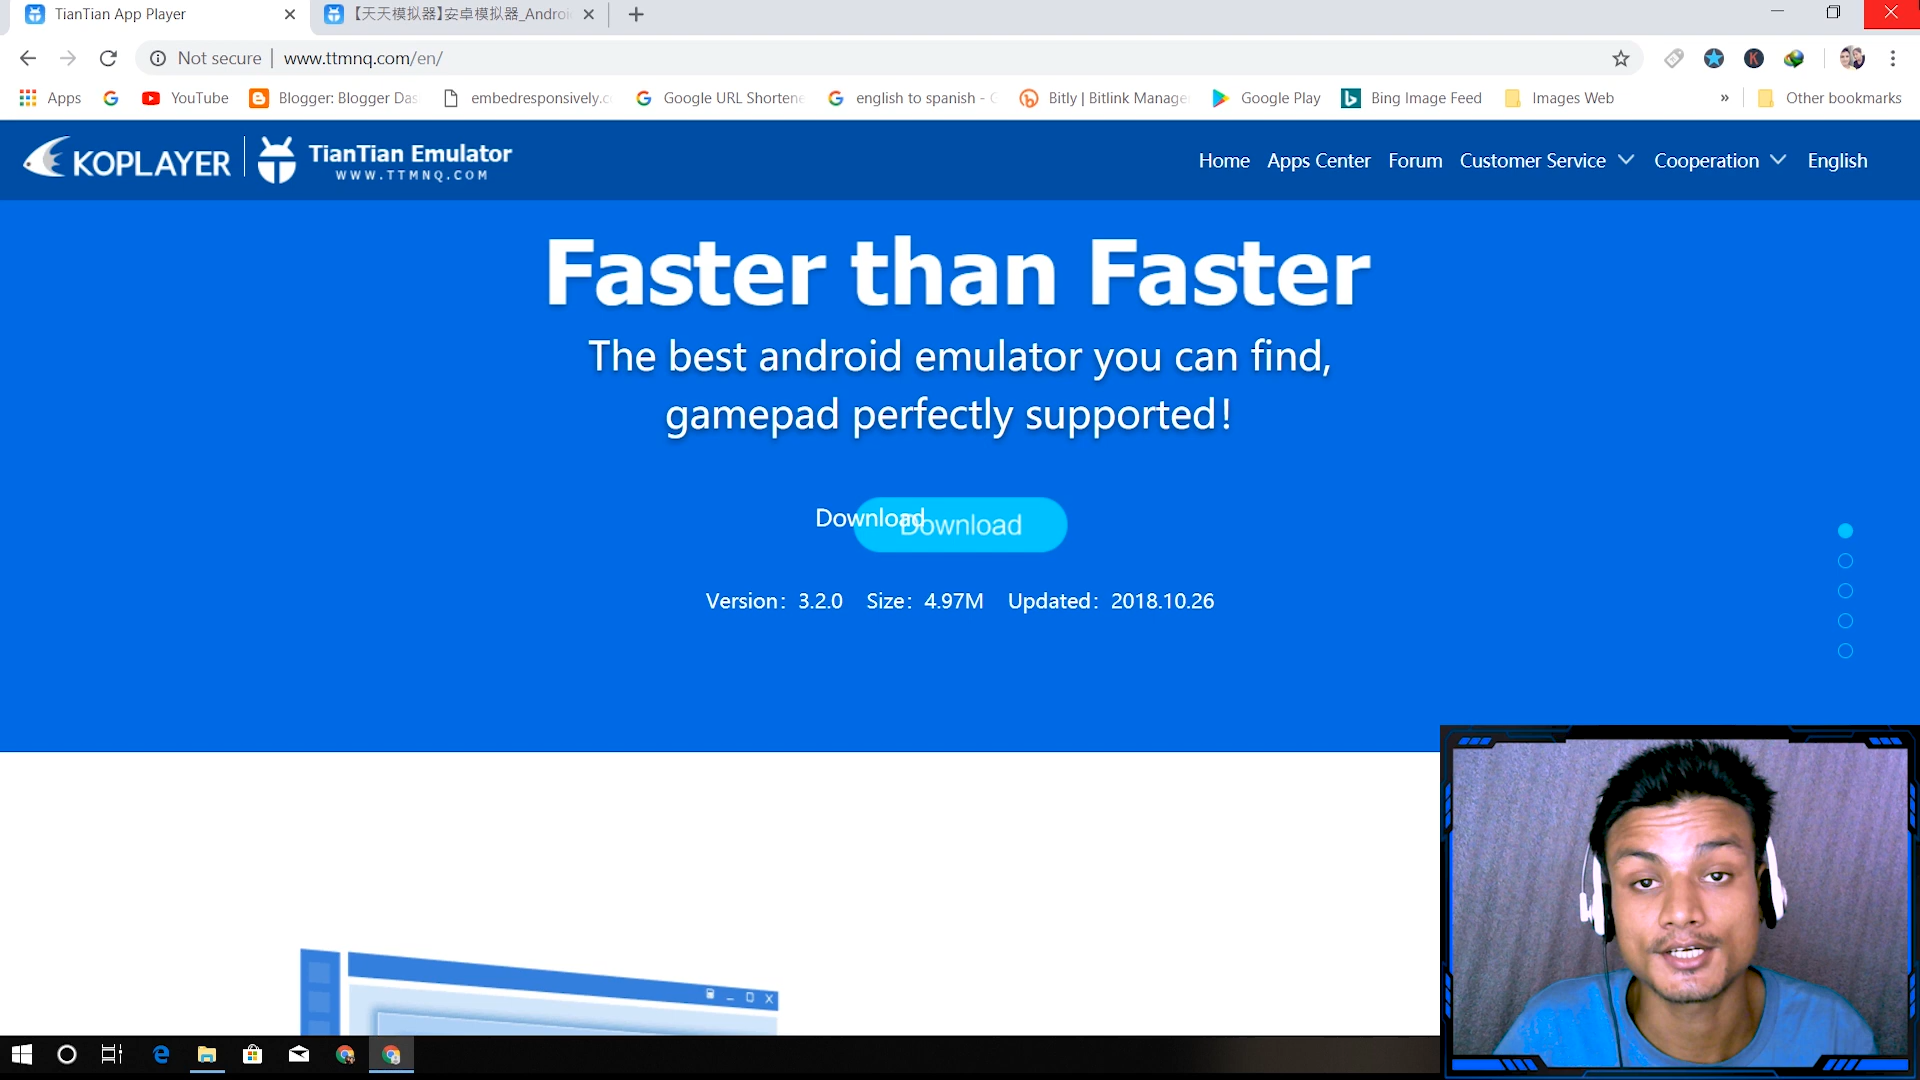 TianTian App Player
【天天模拟器】安卓模拟器_Androi
Not secure
www.ttmnq.com/en/
Apps
YouTube
Blogger: Blogger Das
embedresponsively.c
Google URL Shortene
english to spanish -
Bitly | Bitlink Manage
Google Play
Bing Image Feed
Images Web
»
Other bookmarks
KOPLAYER
TianTian Emulator
WWW.TTMNQ.COM
Home
Apps Center
Forum
Customer Service
Cooperation
English
Faster than Faster
The best android emulator you can find,
gamepad perfectly supported!
Download
Download
Version: 3.2.0 Size: 4.97M Updated: 2018.10.26